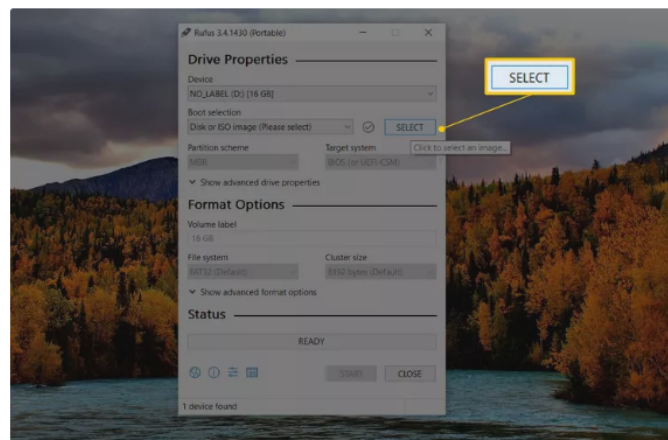 Rufus 3.4.1430 (Portable)
Drive Properties
SELECT
Device
NO_LABEL (D:) [16 GB]
Boot selection
Disk or ISO image (Please select)
SELECT
Partition scheme
Target system
Click to select an image...
MBR
BIOS (or UEFI-CSM)
Show advanced drive properties
Format Options
Volume label
16 GB
File system
Cluster size
FAT32 (Default)
8192 bytes (Default)
Show advanced format options
Status
READY
START
CLOSE
1 device found